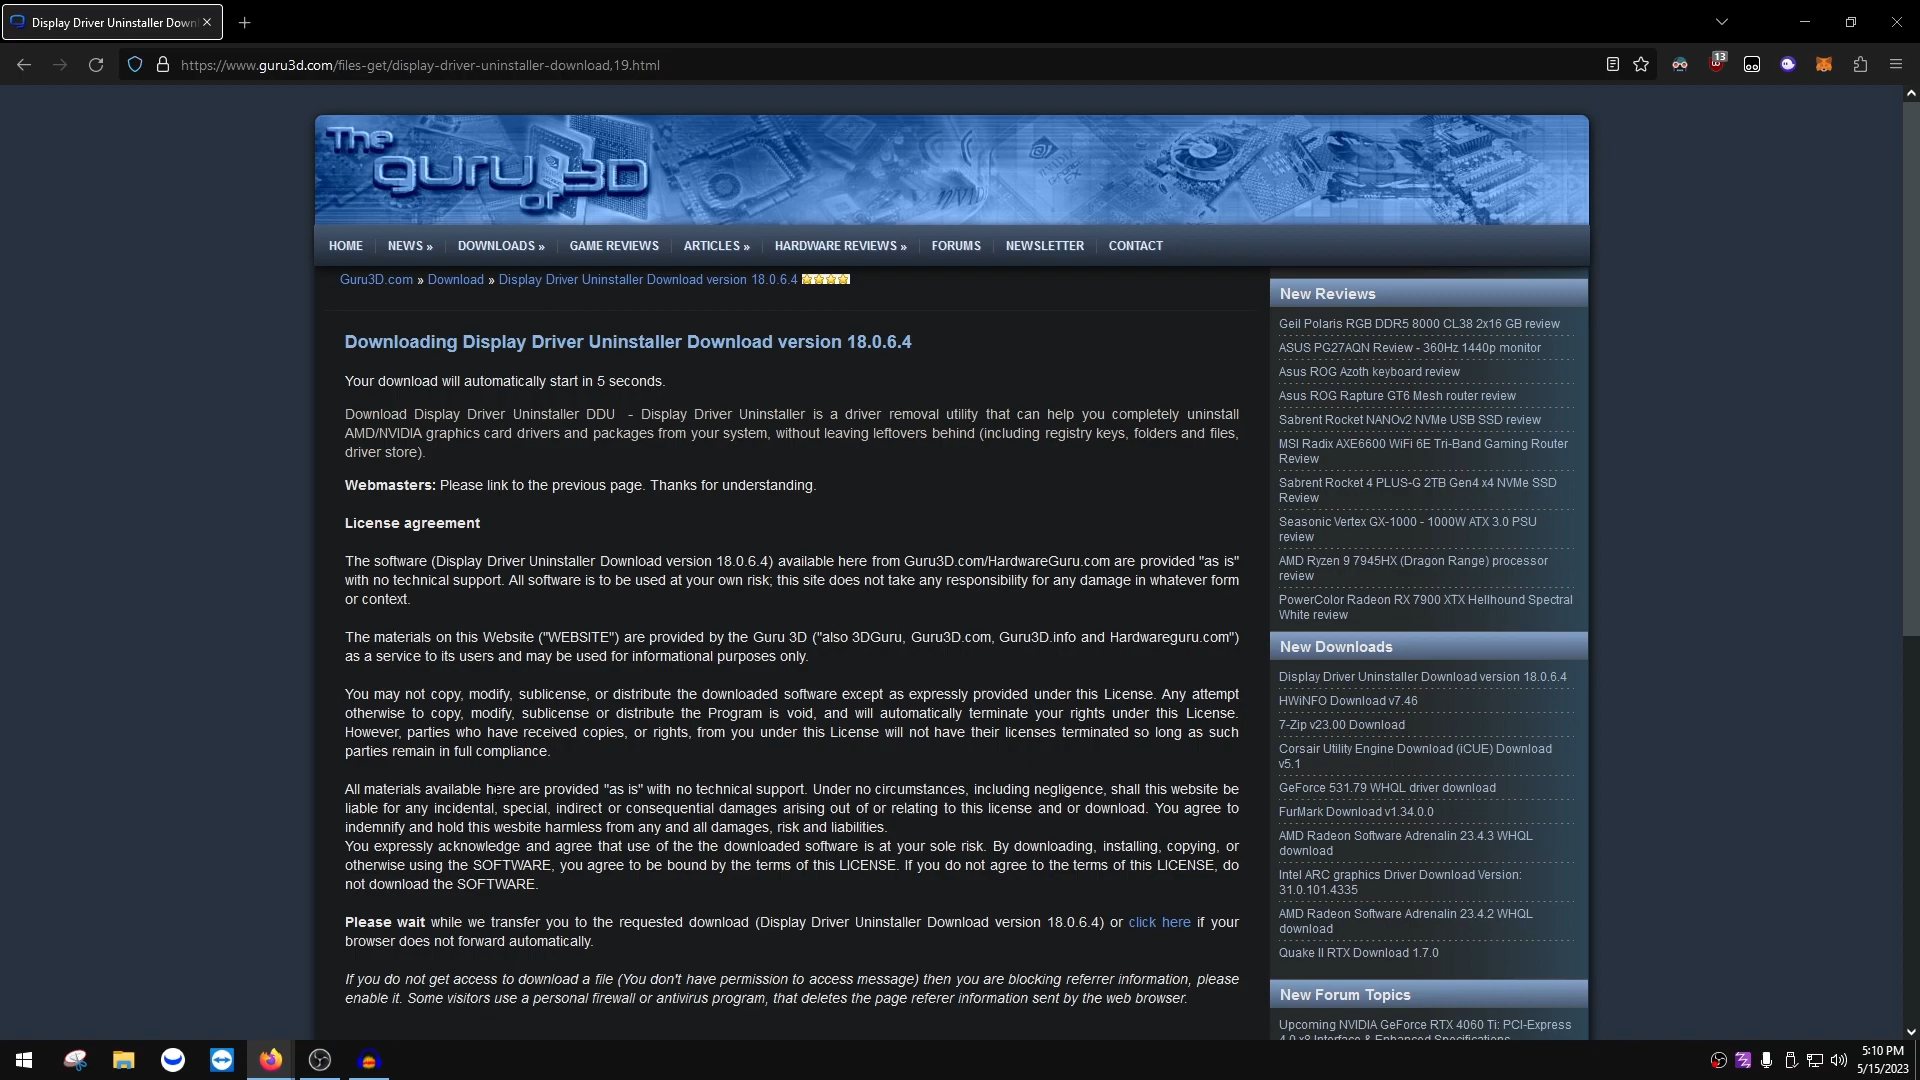 Display Driver Uninstaller Down
https://www.guru3d.com/files-get/display-driver-uninstaller-download,19.html
13
The
guru
of
3D
HOME
NEWS »
DOWNLOADS »
GAME REVIEWS
ARTICLES »
HARDWARE REVIEWS »
FORUMS
NEWSLETTER
CONTACT
Guru3D.com » Download » Display Driver Uninstaller Download version 18.0.6.4
Downloading Display Driver Uninstaller Download version 18.0.6.4
Your download will automatically start in 5 seconds.
Download Display Driver Uninstaller DDU - Display Driver Uninstaller is a driver removal utility that can help you completely uninstall
AMD/NVIDIA graphics card drivers and packages from your system, without leaving leftovers behind (including registry keys, folders and files,
driver store).
Webmasters: Please link to the previous page. Thanks for understanding.
License agreement
The software (Display Driver Uninstaller Download version 18.0.6.4) available here from Guru3D.com/HardwareGuru.com are provided "as is"
with no technical support. All software is to be used at your own risk; this site does not take any responsibility for any damage in whatever form
or context.
The materials on this Website ("WEBSITE") are provided by the Guru 3D ("also 3DGuru, Guru3D.com, Guru3D.info and Hardwareguru.com")
as a service to its users and may be used for informational purposes only.
You may not copy, modify, sublicense, or distribute the downloaded software except as expressly provided under this License. Any attempt
otherwise to copy, modify, sublicense or distribute the Program is void, and will automatically terminate your rights under this License.
However, parties who have received copies, or rights, from you under this License will not have their licenses terminated so long as such
parties remain in full compliance.
All materials available here are provided "as is" with no technical support. Under no circumstances, including negligence, shall this website be
liable for any incidental, special, indirect or consequential damages arising out of or relating to this license and or download. You agree to
indemnify and hold this wesbite harmless from any and all damages, risk and liabilities.
You expressly acknowledge and agree that use of the the downloaded software is at your sole risk. By downloading, installing, copying, or
otherwise using the SOFTWARE, you agree to be bound by the terms of this LICENSE. If you do not agree to the terms of this LICENSE, do
not download the SOFTWARE.
Please wait while we transfer you to the requested download (Display Driver Uninstaller Download version 18.0.6.4) or click here if your
browser does not forward automatically.
If you do not get access to download a file (You don't have permission to access message) then you are blocking referrer information, please
enable it. Some visitors use a personal firewall or antivirus program, that deletes the page referer information sent by the web browser.
New Reviews
Geil Polaris RGB DDR5 8000 CL38 2x16 GB review
ASUS PG27AQN Review - 360Hz 1440p monitor
Asus ROG Azoth keyboard review
Asus ROG Rapture GT6 Mesh router review
Sabrent Rocket NANOv2 NVMe USB SSD review
MSI Radix AXE6600 WiFi 6E Tri-Band Gaming Router
Review
Sabrent Rocket 4 PLUS-G 2TB Gen4 x4 NVMe SSD
Review
Seasonic Vertex GX-1000 - 1000W ATX 3.0 PSU
review
AMD Ryzen 9 7945HX (Dragon Range) processor
review
PowerColor Radeon RX 7900 XTX Hellhound Spectral
White review
New Downloads
Display Driver Uninstaller Download version 18.0.6.4
HWiNFO Download v7.46
7-Zip v23.00 Download
Corsair Utility Engine Download (iCUE) Download
v5.1
GeForce 531.79 WHQL driver download
FurMark Download v1.34.0.0
AMD Radeon Software Adrenalin 23.4.3 WHQL
download
Intel ARC graphics Driver Download Version:
31.0.101.4335
AMD Radeon Software Adrenalin 23.4.2 WHQL
download
Quake II RTX Download 1.7.0
New Forum Topics
Upcoming NVIDIA GeForce RTX 4060 Ti: PCI-Express
4.0 x8 Interface & Enhanced Specifications
5:10 PM
5/15/2023